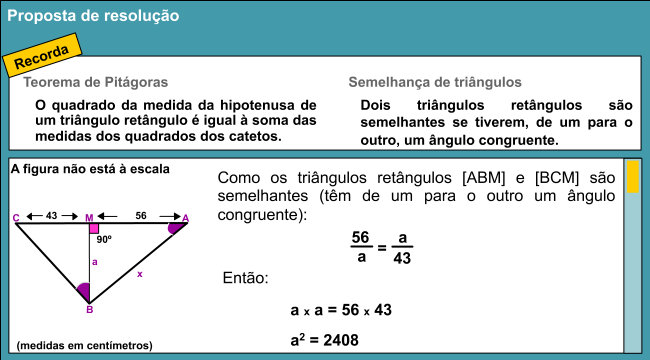 Proposta de resolução
Recorda
Teorema de Pitágoras
O quadrado da medida da hipotenusa de
um triângulo retângulo é igual à soma das
medidas dos quadrados dos catetos.
Semelhança de triângulos
Dois triângulos retângulos são
semelhantes se tiverem, de um para o
outro, um ângulo congruente.
A figura não está à escala
C 43 M 56 A
90º
a
x
B
(medidas em centímetros)
Como os triângulos retângulos [ABM] e [BCM] são
semelhantes (têm de um para o outro um ângulo
congruente):
56/a = a/43
Então:
a x a = 56 x 43
a² = 2408